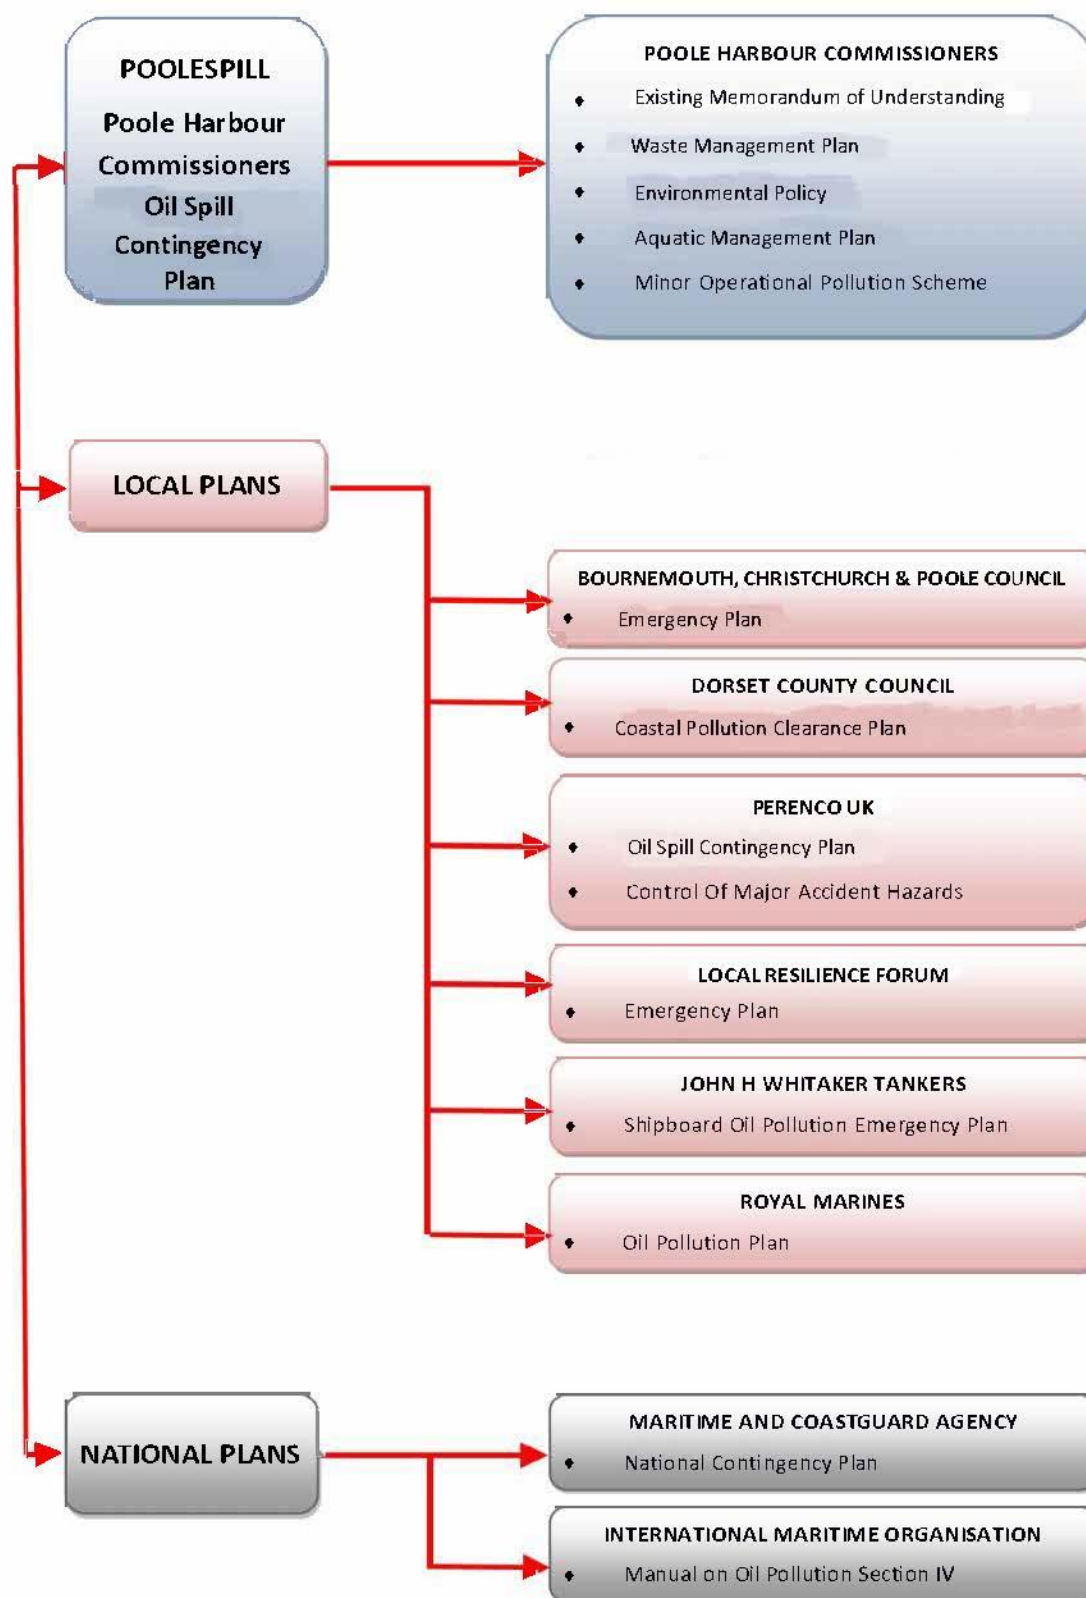 POOLESPILL
Poole Harbour
Commissioners
Oil Spill
Contingency
Plan
POOLE HARBOUR COMMISSIONERS
♦ Existing Memorandum of Understanding
♦ Waste Management Plan
♦ Environmental Policy
♦ Aquatic Management Plan
♦ Minor Operational Pollution Scheme
LOCAL PLANS
BOURNEMOUTH, CHRISTCHURCH & POOLE COUNCIL
♦ Emergency Plan
DORSET COUNTY COUNCIL
♦ Coastal Pollution Clearance Plan
PERENCO UK
♦ Oil Spill Contingency Plan
♦ Control Of Major Accident Hazards
LOCAL RESILIENCE FORUM
♦ Emergency Plan
JOHN H WHITAKER TANKERS
♦ Shipboard Oil Pollution Emergency Plan
ROYAL MARINES
♦ Oil Pollution Plan
NATIONAL PLANS
MARITIME AND COASTGUARD AGENCY
♦ National Contingency Plan
INTERNATIONAL MARITIME ORGANISATION
♦ Manual on Oil Pollution Section IV